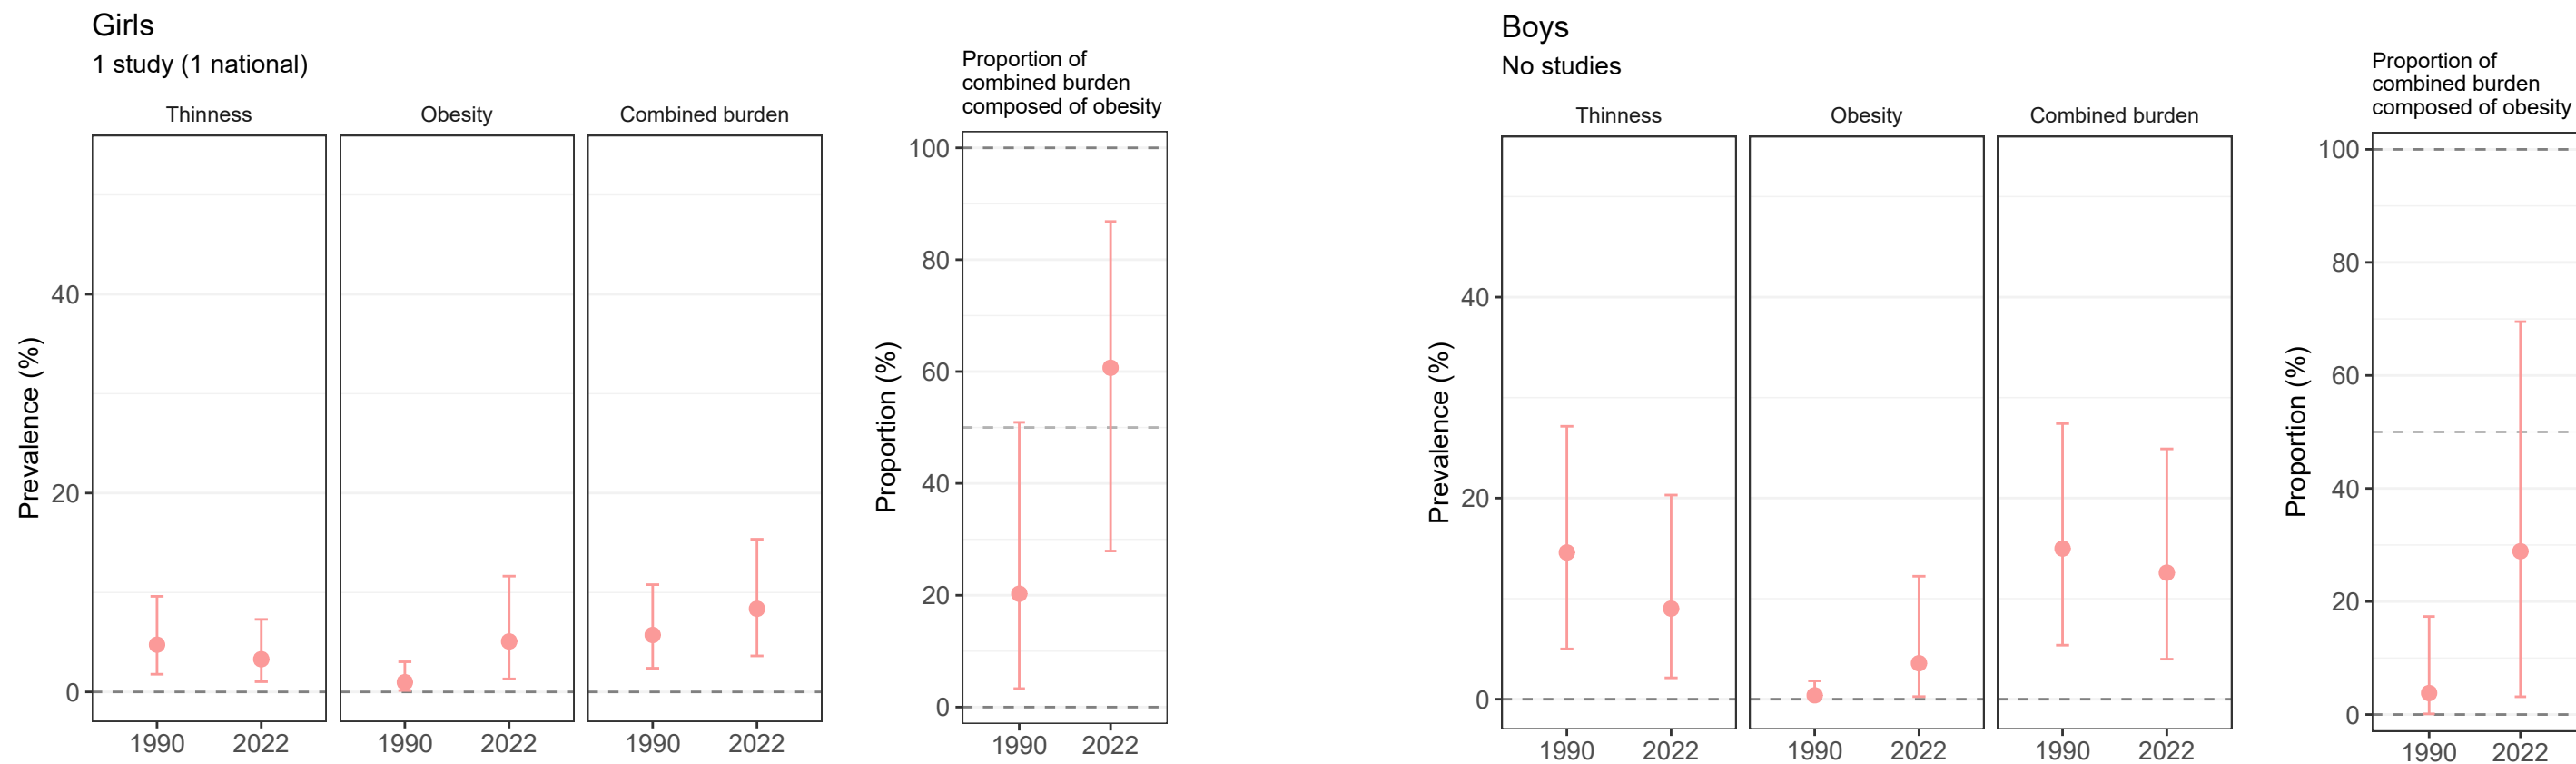 Girls
1 study (1 national)
Thinness
Obesity
Combined burden
Prevalence (%)
40
20
0
1990 2022
1990 2022
1990 2022
Proportion of
combined burden
composed of obesity
Proportion (%)
100
80
60
40
20
0
1990 2022
Boys
No studies
Thinness
Obesity
Combined burden
Prevalence (%)
40
20
0
1990 2022
1990 2022
1990 2022
Proportion of
combined burden
composed of obesity
Proportion (%)
100
80
60
40
20
0
1990 2022